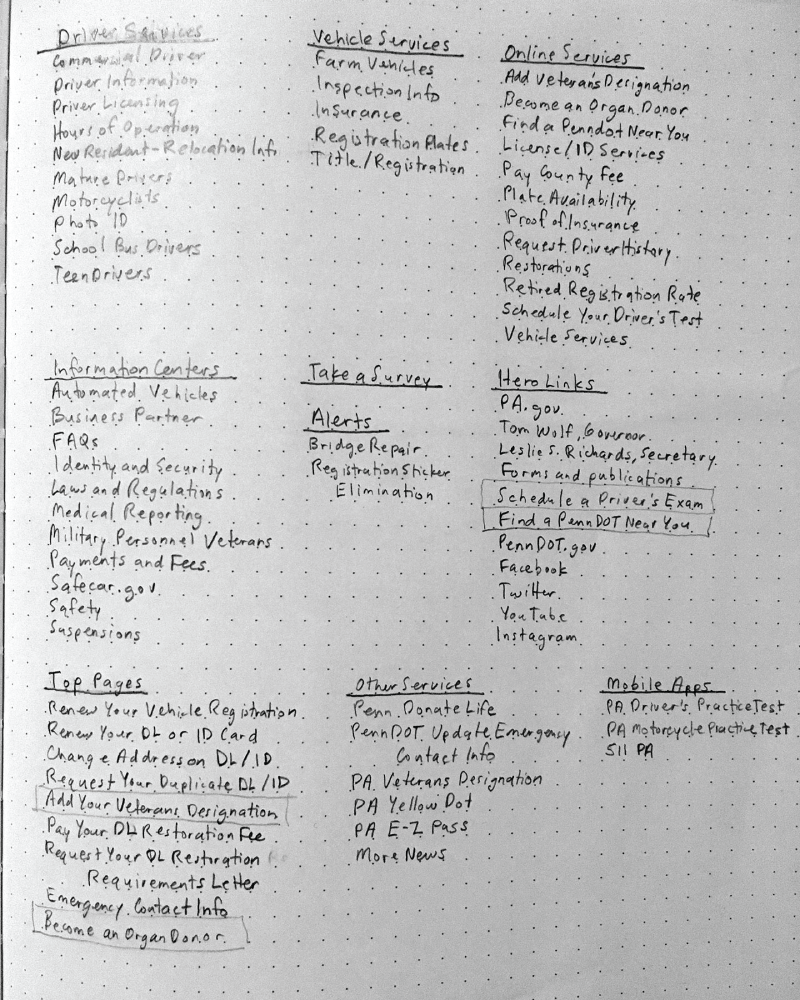 Driver Services
Commercial Driver
Driver Information
Driver Licensing
Hours of Operation
New Resident-Relocation Info
Mature Drivers
Motorcyclists
Photo ID
School Bus Drivers
Teen Drivers
Vehicle Services
Farm Vehicles
Inspection Info
Insurance
Registration Plates
Title/Registration
Online Services
Add Veteran's Designation
Become an Organ Donor
Find a Penndot Near You
License/ID Services
Pay County Fee
Plate Availability
Proof of Insurance
Request Driver History
Restorations
Retired Registration Rate
Schedule Your Driver's Test
Vehicle Services
Information Centers
Automated Vehicles
Business Partner
FAQs
Identity and Security
Laws and Regulations
Medical Reporting
Military Personnel Veterans
Payments and Fees
Safecar.gov
Safety
Suspensions
Take a Survey
Alerts
Bridge Repair
Registration Sticker
Elimination
Hero Links
PA.gov
Tom Wolf, Governor
Leslie S. Richards, Secretary
Forms and publications
Schedule a Driver's Exam
Find a PennDOT Near You
PennDOT.gov
Facebook
Twitter
YouTube
Instagram
Top Pages
Renew Your Vehicle Registration
Renew Your DL or ID Card
Change Address on DL/ID
Request Your Duplicate DL/ID
Add Your Veterans Designation
Pay Your DL Restoration Fee
Request Your DL Restoration
Requirements Letter
Emergency Contact Info
Become an Organ Donor
Other Services
Penn Donate Life
PennDOT Update Emergency
Contact Info
PA Veterans Designation
PA Yellow Dot
PA E-Z Pass
More News
Mobile Apps
PA Driver's Practice Test
PA Motorcycle Practice Test
511 PA